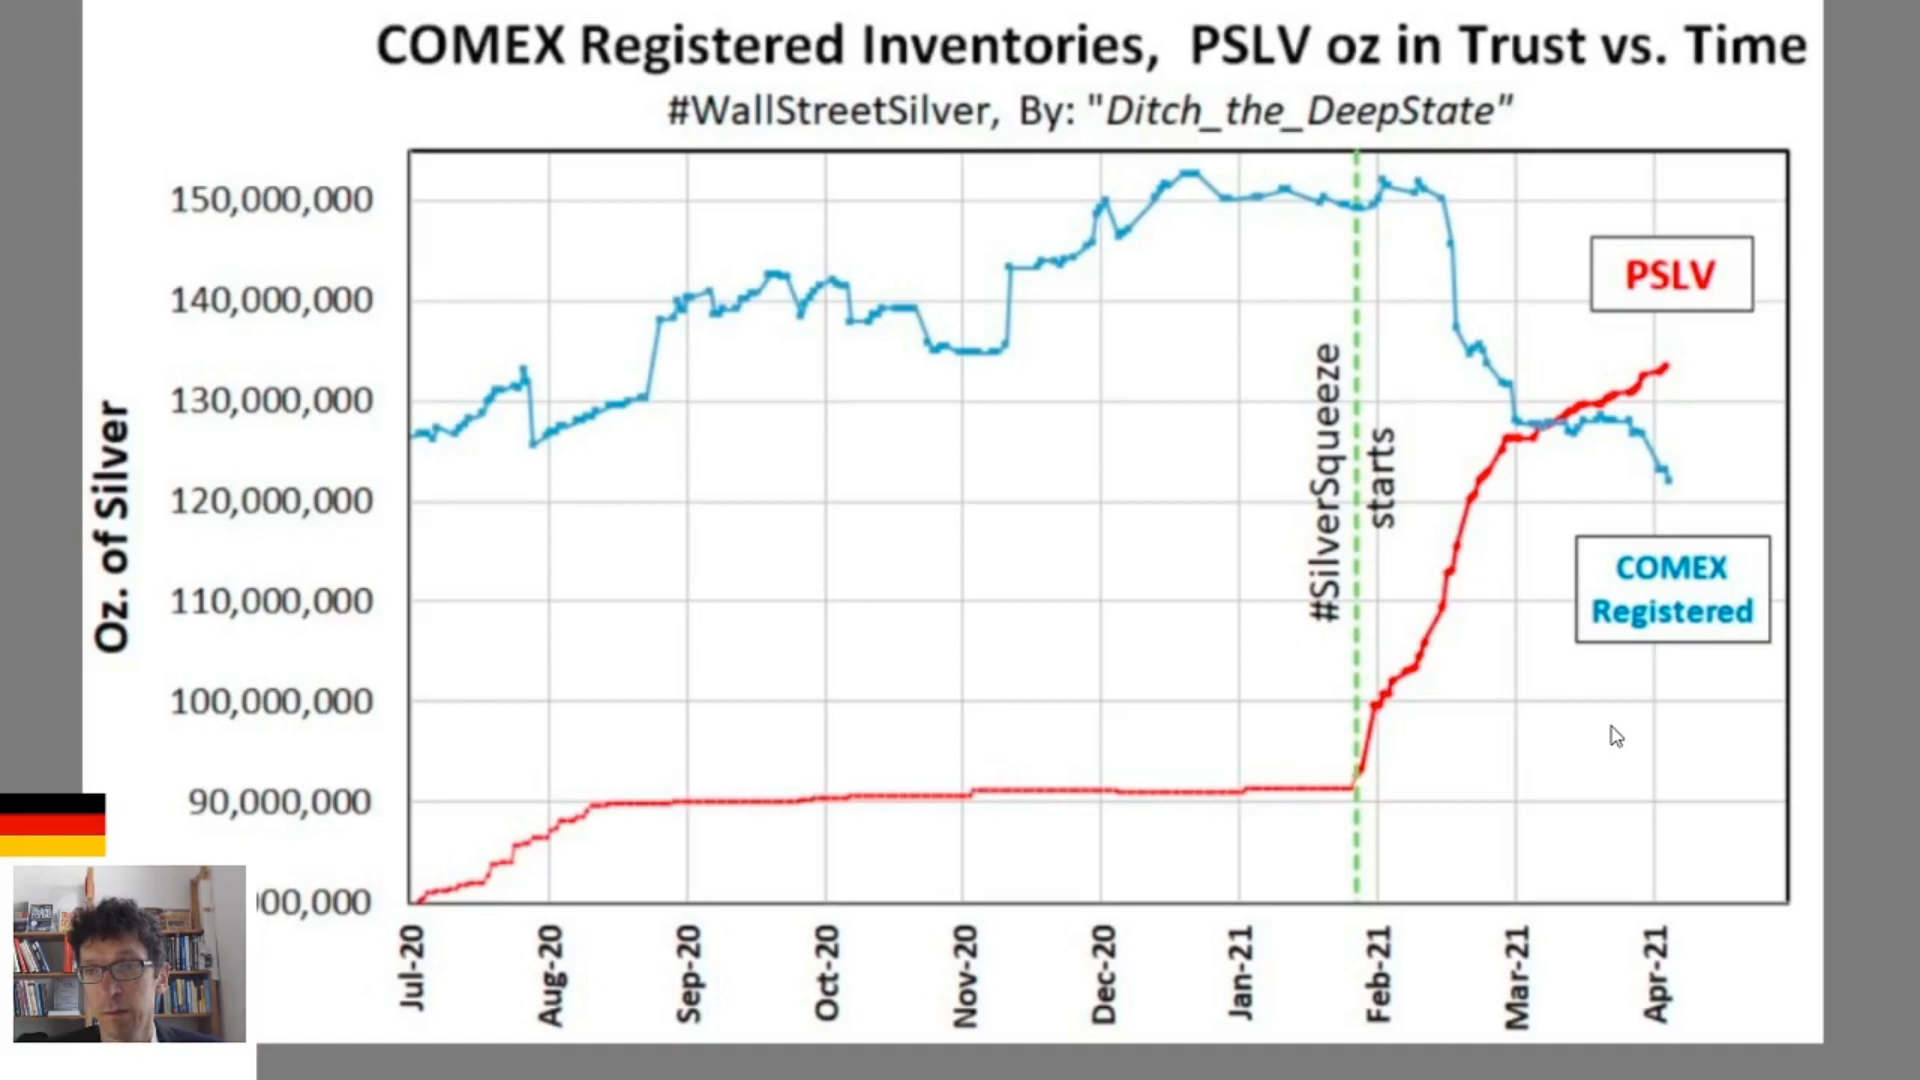 COMEX Registered Inventories, PSLV oz in Trust vs. Time
#WallStreetSilver, By: "Ditch_the_DeepState"
Oz. of Silver
150,000,000
140,000,000
130,000,000
120,000,000
110,000,000
100,000,000
90,000,000
00,000
#SilverSqueeze
starts
PSLV
COMEX
Registered
Jul-20
Aug-20
Sep-20
Oct-20
Nov-20
Dec-20
Jan-21
Feb-21
Mar-21
Apr-21